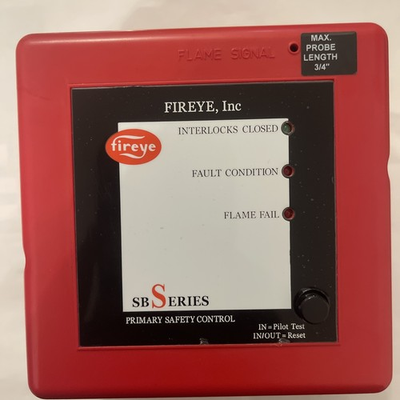 FLAME SIGNAL
MAX.
PROBE
LENGTH
3/4"
FIREYE, Inc
INTERLOCKS CLOSED
fireye
FAULT CONDITION
FLAME FAIL
SB SERIES
PRIMARY SAFETY CONTROL
IN = Pilot Test
IN/OUT = Reset